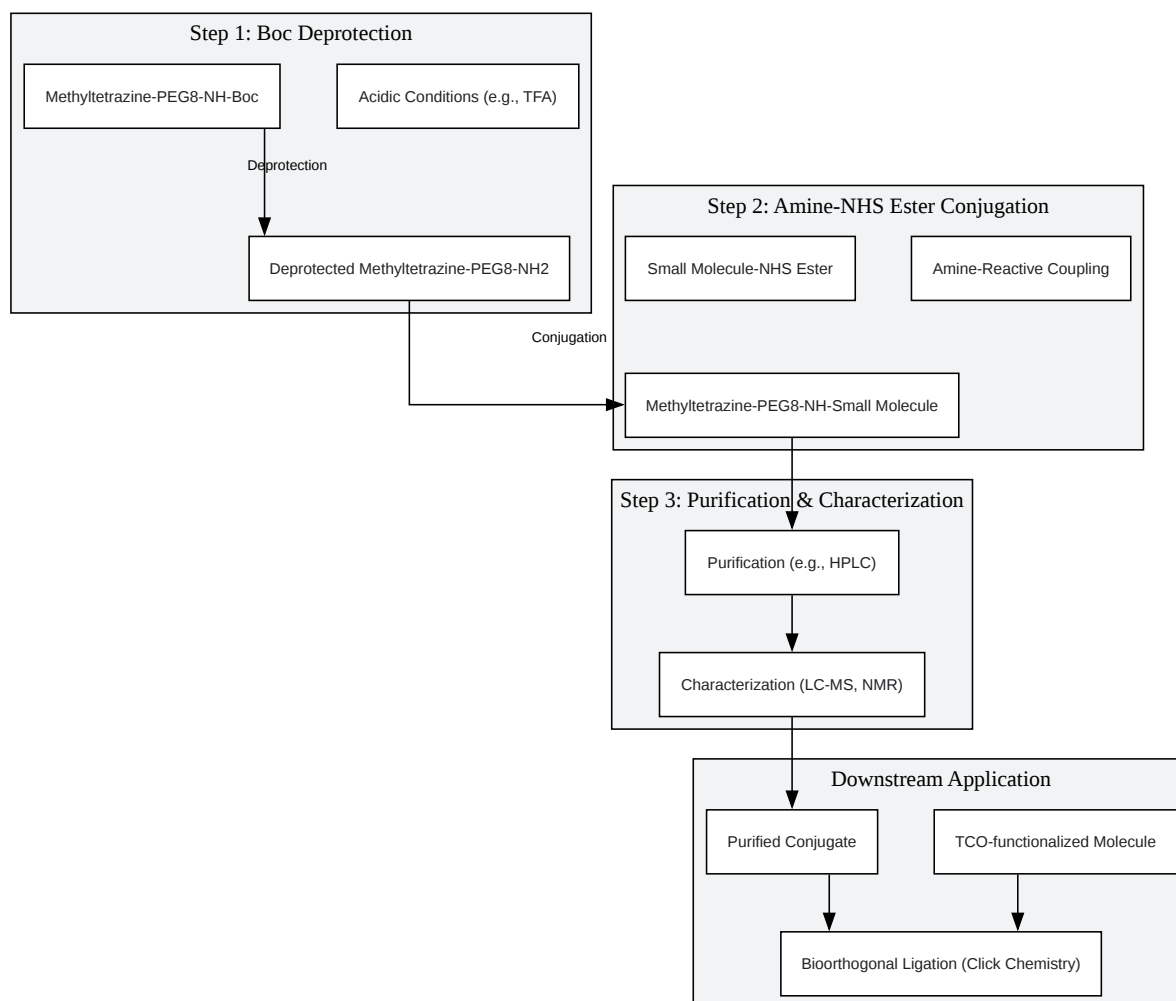 Step 1: Boc Deprotection
Methyltetrazine-PEG8-NH-Boc
Acidic Conditions (e.g., TFA)
Deprotection
Deprotected Methyltetrazine-PEG8-NH2
Step 2: Amine-NHS Ester Conjugation
Small Molecule-NHS Ester
Amine-Reactive Coupling
Conjugation
Methyltetrazine-PEG8-NH-Small Molecule
Step 3: Purification & Characterization
Purification (e.g., HPLC)
Characterization (LC-MS, NMR)
Downstream Application
Purified Conjugate
TCO-functionalized Molecule
Bioorthogonal Ligation (Click Chemistry)